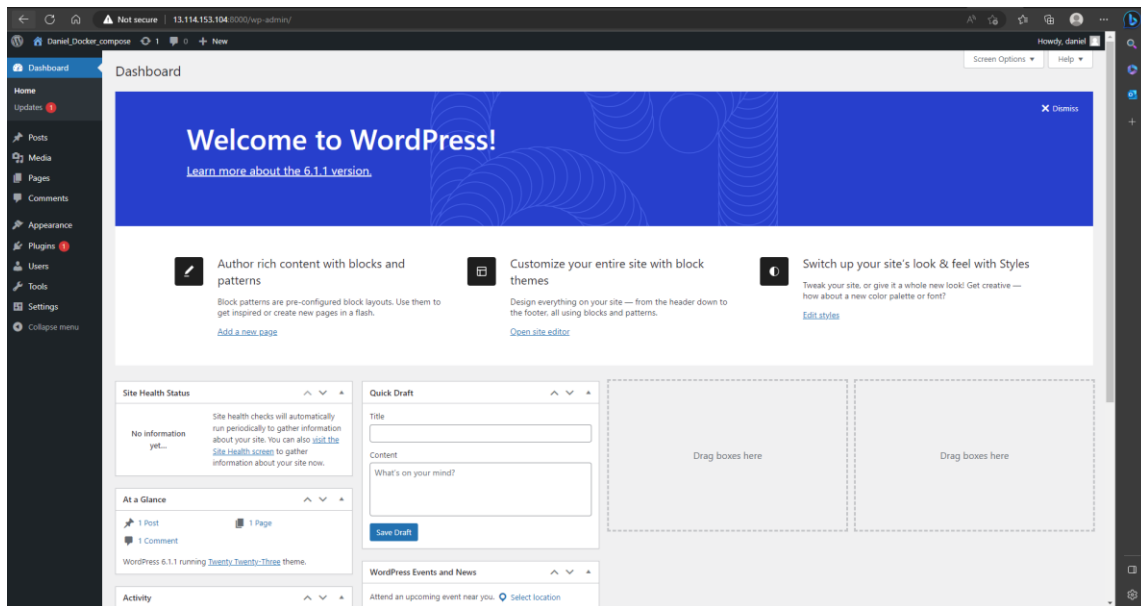 Not secure | 13.114.153.104:8000/wp-admin/
Daniel_Docker_compose 1 0 + New
Howdy, daniel
Dashboard
Home
Updates 1
Posts
Media
Pages
Comments
Appearance
Plugins 1
Users
Tools
Settings
Collapse menu
Dashboard
Screen Options ▼
Help ▼
Dismiss
Welcome to WordPress!
Learn more about the 6.1.1 version.
Author rich content with blocks and
patterns
Block patterns are pre-configured block layouts. Use them to
get inspired or create new pages in a flash.
Add a new page
Customize your entire site with block
themes
Design everything on your site — from the header down to
the footer, all using blocks and patterns.
Open site editor
Switch up your site's look & feel with Styles
Tweak your site, or give it a whole new look! Get creative —
how about a new color palette or font?
Edit styles
Site Health Status
No information
yet...
Site health checks will automatically
run periodically to gather information
about your site. You can also visit the
Site Health screen to gather
information about your site now.
At a Glance
1 Post
1 Page
1 Comment
WordPress 6.1.1 running Twenty Twenty-Three theme.
Activity
Quick Draft
Title
Content
What's on your mind?
Save Draft
WordPress Events and News
Attend an upcoming event near you.
Select location
Drag boxes here
Drag boxes here